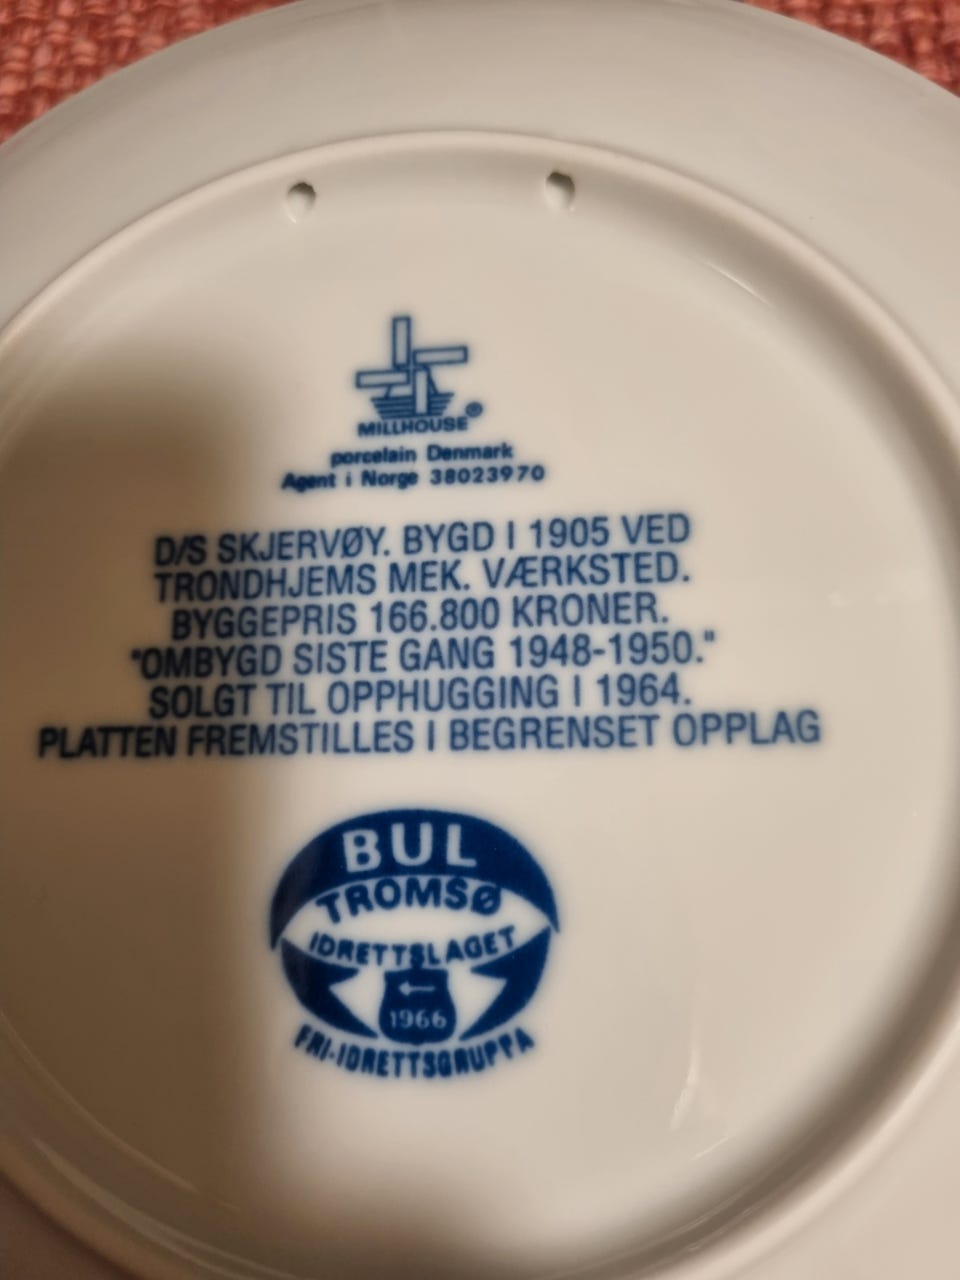 MILLHOUSE®
porcelain Denmark
Agent i Norge 38023970
D/S SKJERVØY. BYGD I 1905 VED
TRONDHJEMS MEK. VÆRKSTED.
BYGGEPRIS 166.800 KRONER.
"OMBYGD SISTE GANG 1948-1950."
SOLGT TIL OPPHUGGING I 1964.
PLATTEN FREMSTILLES I BEGRENSET OPPLAG
BUL
TROMSØ
IDRETTSLAGET
1966
FRI-IDRETTSGRUPPA